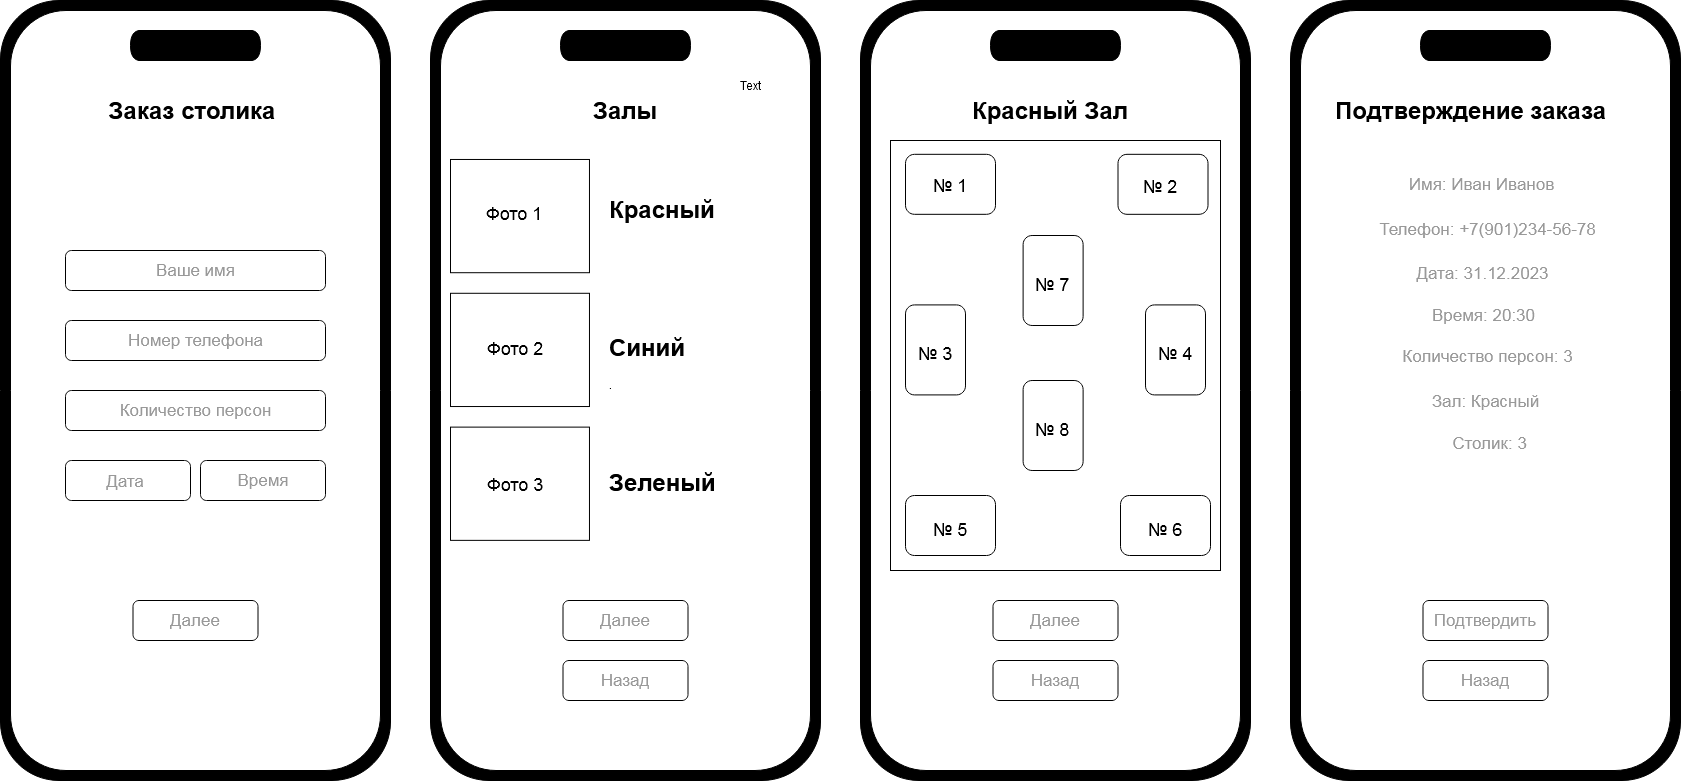 Заказ столика
Ваше имя
Номер телефона
Количество персон
Дата
Время
Далее
Text
Залы
Фото 1
Красный
Фото 2
Синий
.
Фото 3
Зеленый
Далее
Назад
Красный Зал
№ 1
№ 2
№ 7
№ 3
№ 4
№ 8
№ 5
№ 6
Далее
Назад
Подтверждение заказа
Имя: Иван Иванов
Телефон: +7(901)234-56-78
Дата: 31.12.2023
Время: 20:30
Количество персон: 3
Зал: Красный
Столик: 3
Подтвердить
Назад